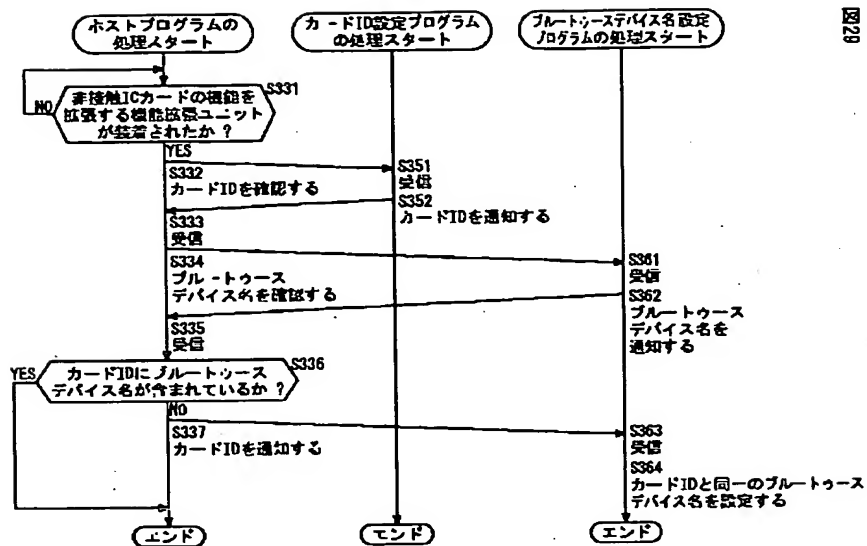 図29
ホストプログラムの
処理スタート
カードID設定プログラム
の処理スタート
ブルートゥースデバイス名設定
プログラムの処理スタート
S331
NO
非接触ICカードの機能を
拡張する機能拡張ユニット
が装着されたか ?
YES
S332
カードIDを確認する
S351
受信
S352
カードIDを通知する
S333
受信
S334
ブルートゥース
デバイス名を確認する
S361
受信
S362
ブルートゥース
デバイス名を
通知する
S335
受信
S336
YES
カードIDにブルートゥース
デバイス名が含まれているか ?
NO
S337
カードIDを通知する
S363
受信
S364
カードIDと同一のブルートゥース
デバイス名を設定する
エンド
エンド
エンド